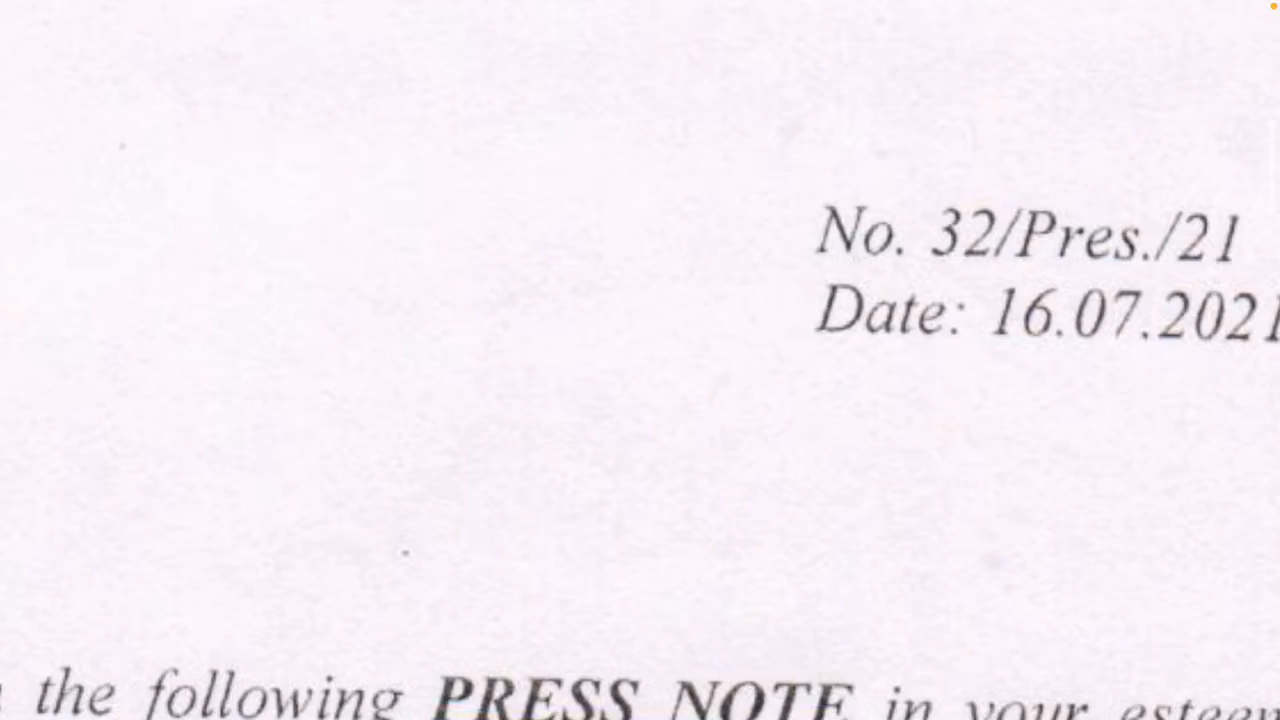 No. 32/Pres./21
Date: 16.07.2021
the following PRESS NOTE in your